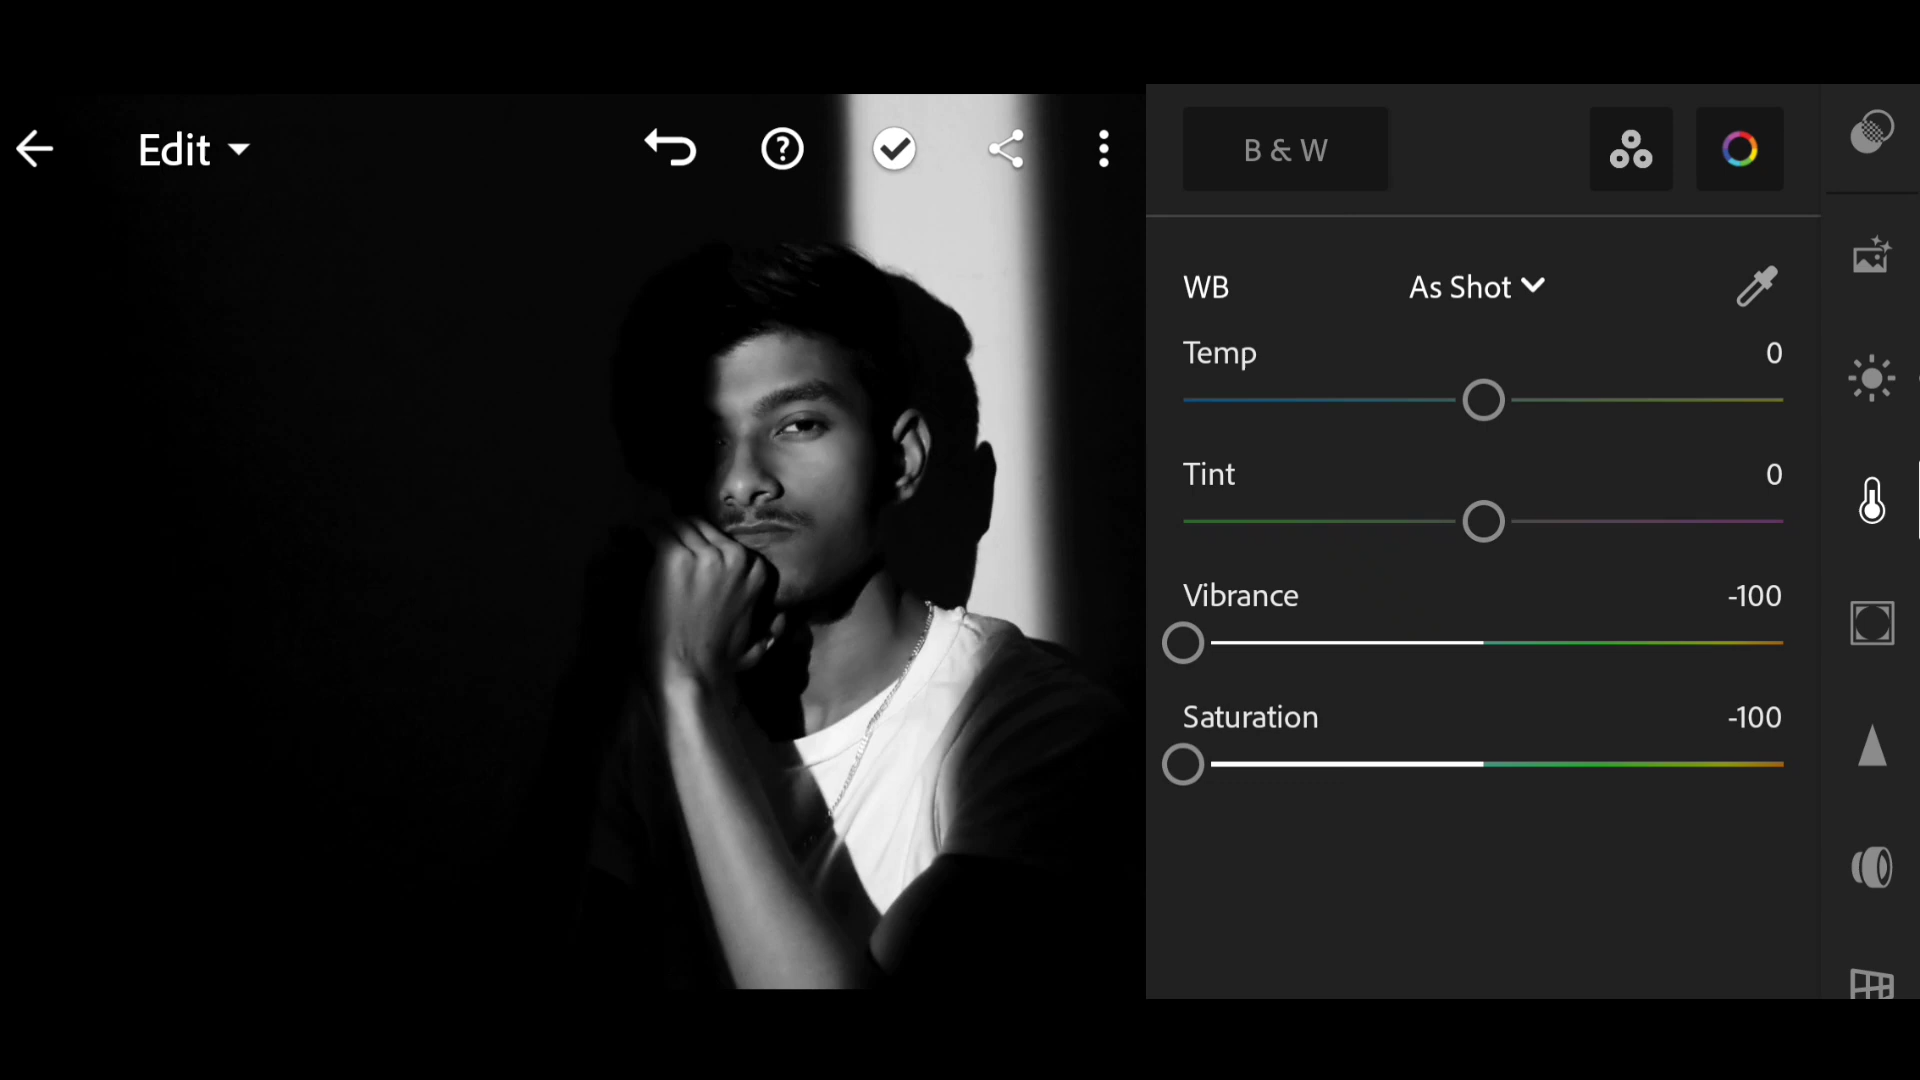 Edit
B & W
WB As Shot
Temp 0
Tint 0
Vibrance -100
Saturation -100